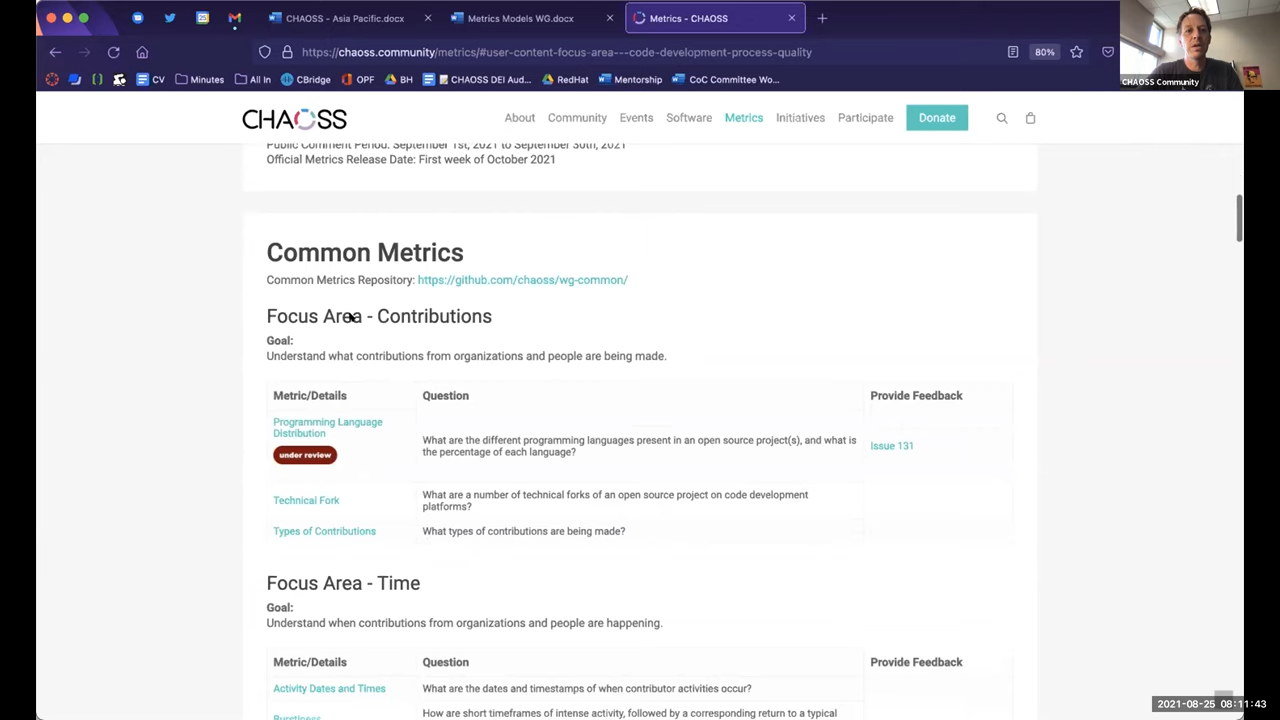 CHAOSS - Asia Pacific.docx
Metrics Models WG.docx
Metrics - CHAOSS
https://chaoss.community/metrics/#user-content-focus-area---code-development-process-quality
80%
CV
Minutes
All In
CBridge
OPF
BH
CHAOSS DEI Aud...
RedHat
Mentorship
CoC Committee Wo...
CHAOSS Community
CHAOSS
About
Community
Events
Software
Metrics
Initiatives
Participate
Donate
Public Comment Period: September 1st, 2021 to September 30th, 2021
Official Metrics Release Date: First week of October 2021
Common Metrics
Common Metrics Repository: https://github.com/chaoss/wg-common/
Focus Area - Contributions
Goal:
Understand what contributions from organizations and people are being made.
Metric/Details
Question
Provide Feedback
Programming Language
Distribution
under review
What are the different programming languages present in an open source project(s), and what is
the percentage of each language?
Issue 131
Technical Fork
What are a number of technical forks of an open source project on code development
platforms?
Types of Contributions
What types of contributions are being made?
Focus Area - Time
Goal:
Understand when contributions from organizations and people are happening.
Metric/Details
Question
Provide Feedback
Activity Dates and Times
What are the dates and timestamps of when contributor activities occur?
Burstiness
How are short timeframes of intense activity, followed by a corresponding return to a typical
2021-08-25 08:11:43